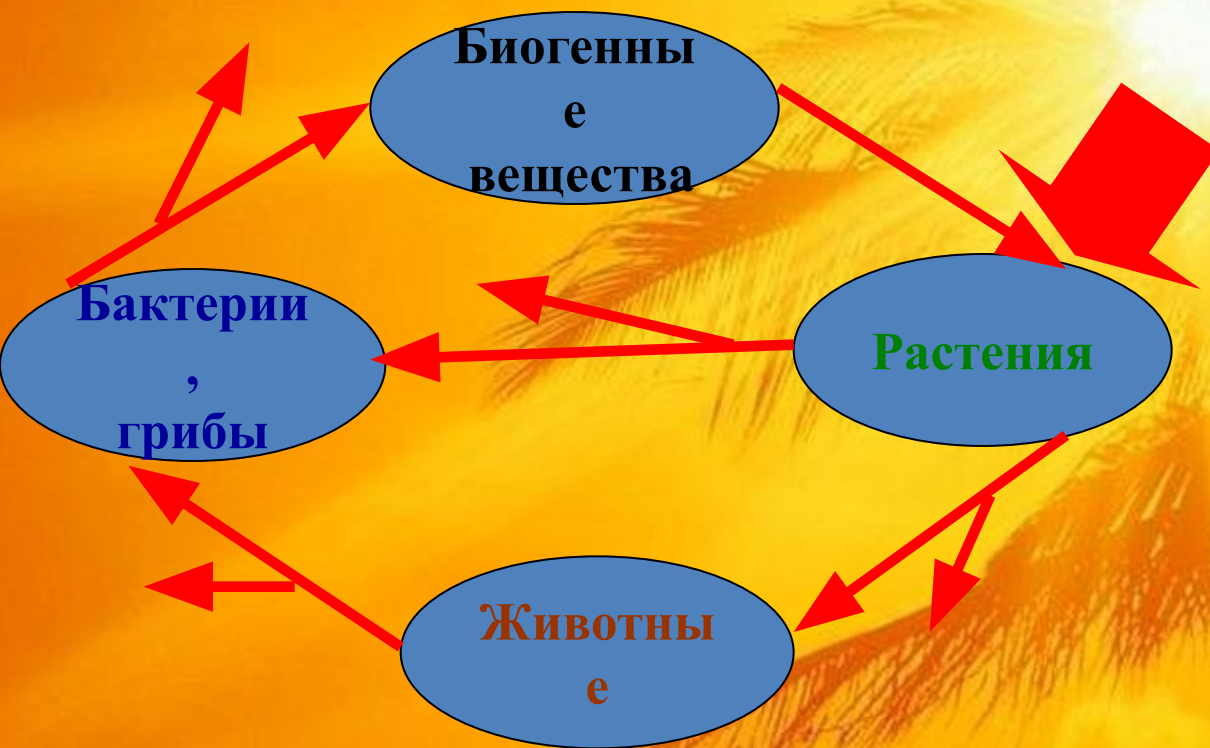 Биогенны
е
вещества
Бактерии
,
грибы
Растения
Животны
е